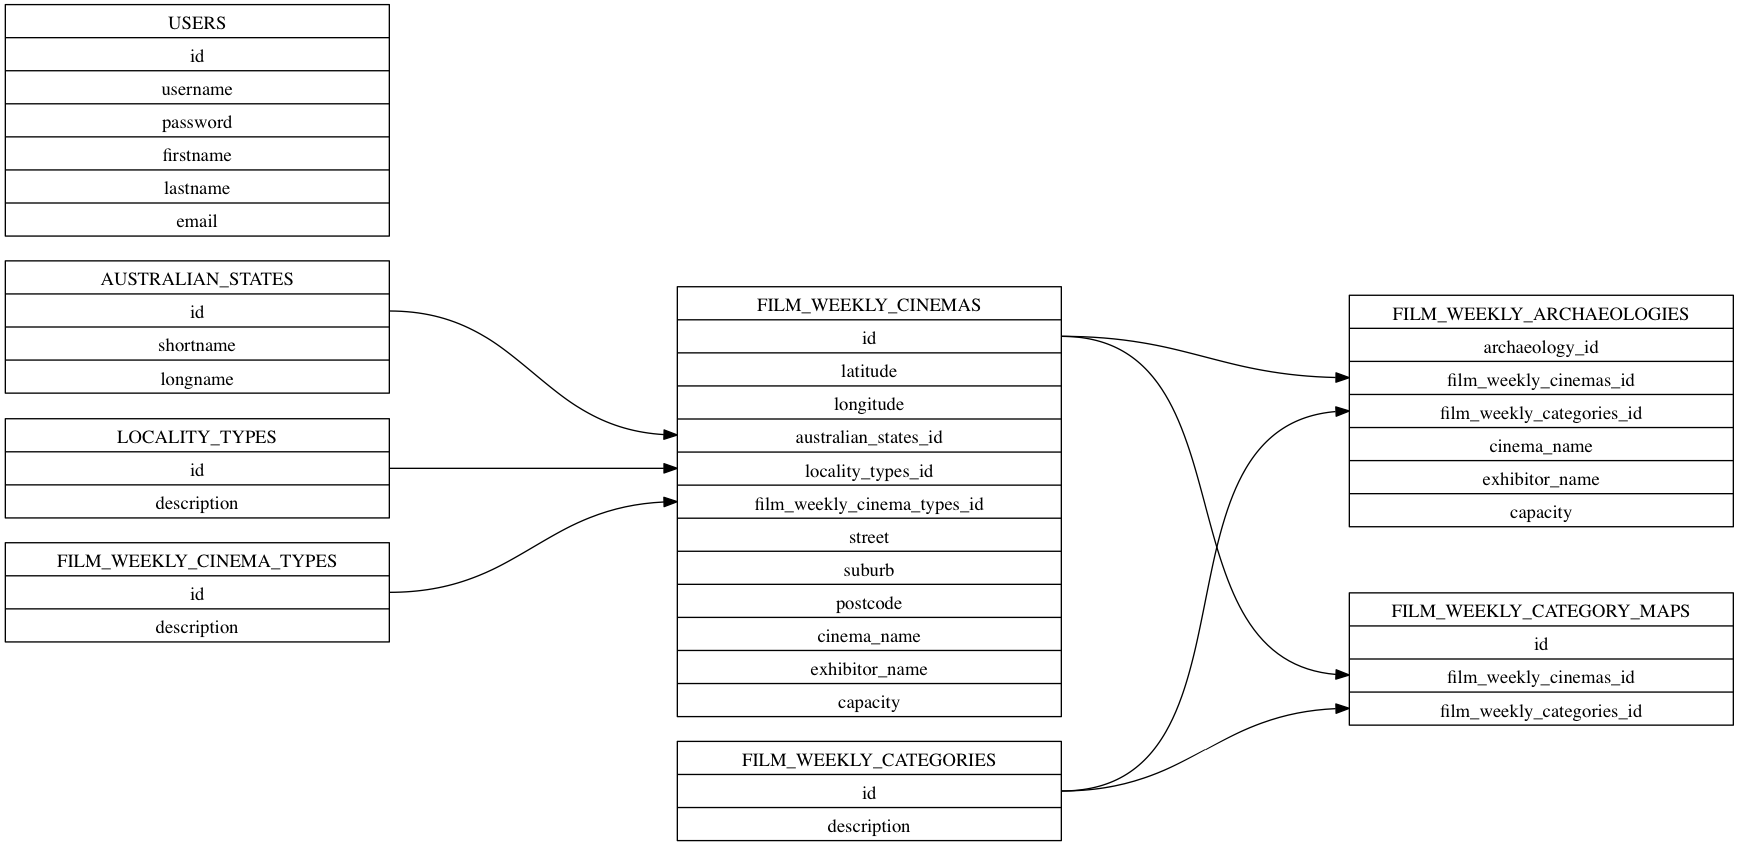 USERS
id
username
password
firstname
lastname
email
AUSTRALIAN_STATES
id
shortname
longname
LOCALITY_TYPES
id
description
FILM_WEEKLY_CINEMA_TYPES
id
description
FILM_WEEKLY_CINEMAS
id
latitude
longitude
australian_states_id
locality_types_id
film_weekly_cinema_types_id
street
suburb
postcode
cinema_name
exhibitor_name
capacity
FILM_WEEKLY_CATEGORIES
id
description
FILM_WEEKLY_ARCHAEOLOGIES
archaeology_id
film_weekly_cinemas_id
film_weekly_categories_id
cinema_name
exhibitor_name
capacity
FILM_WEEKLY_CATEGORY_MAPS
id
film_weekly_cinemas_id
film_weekly_categories_id